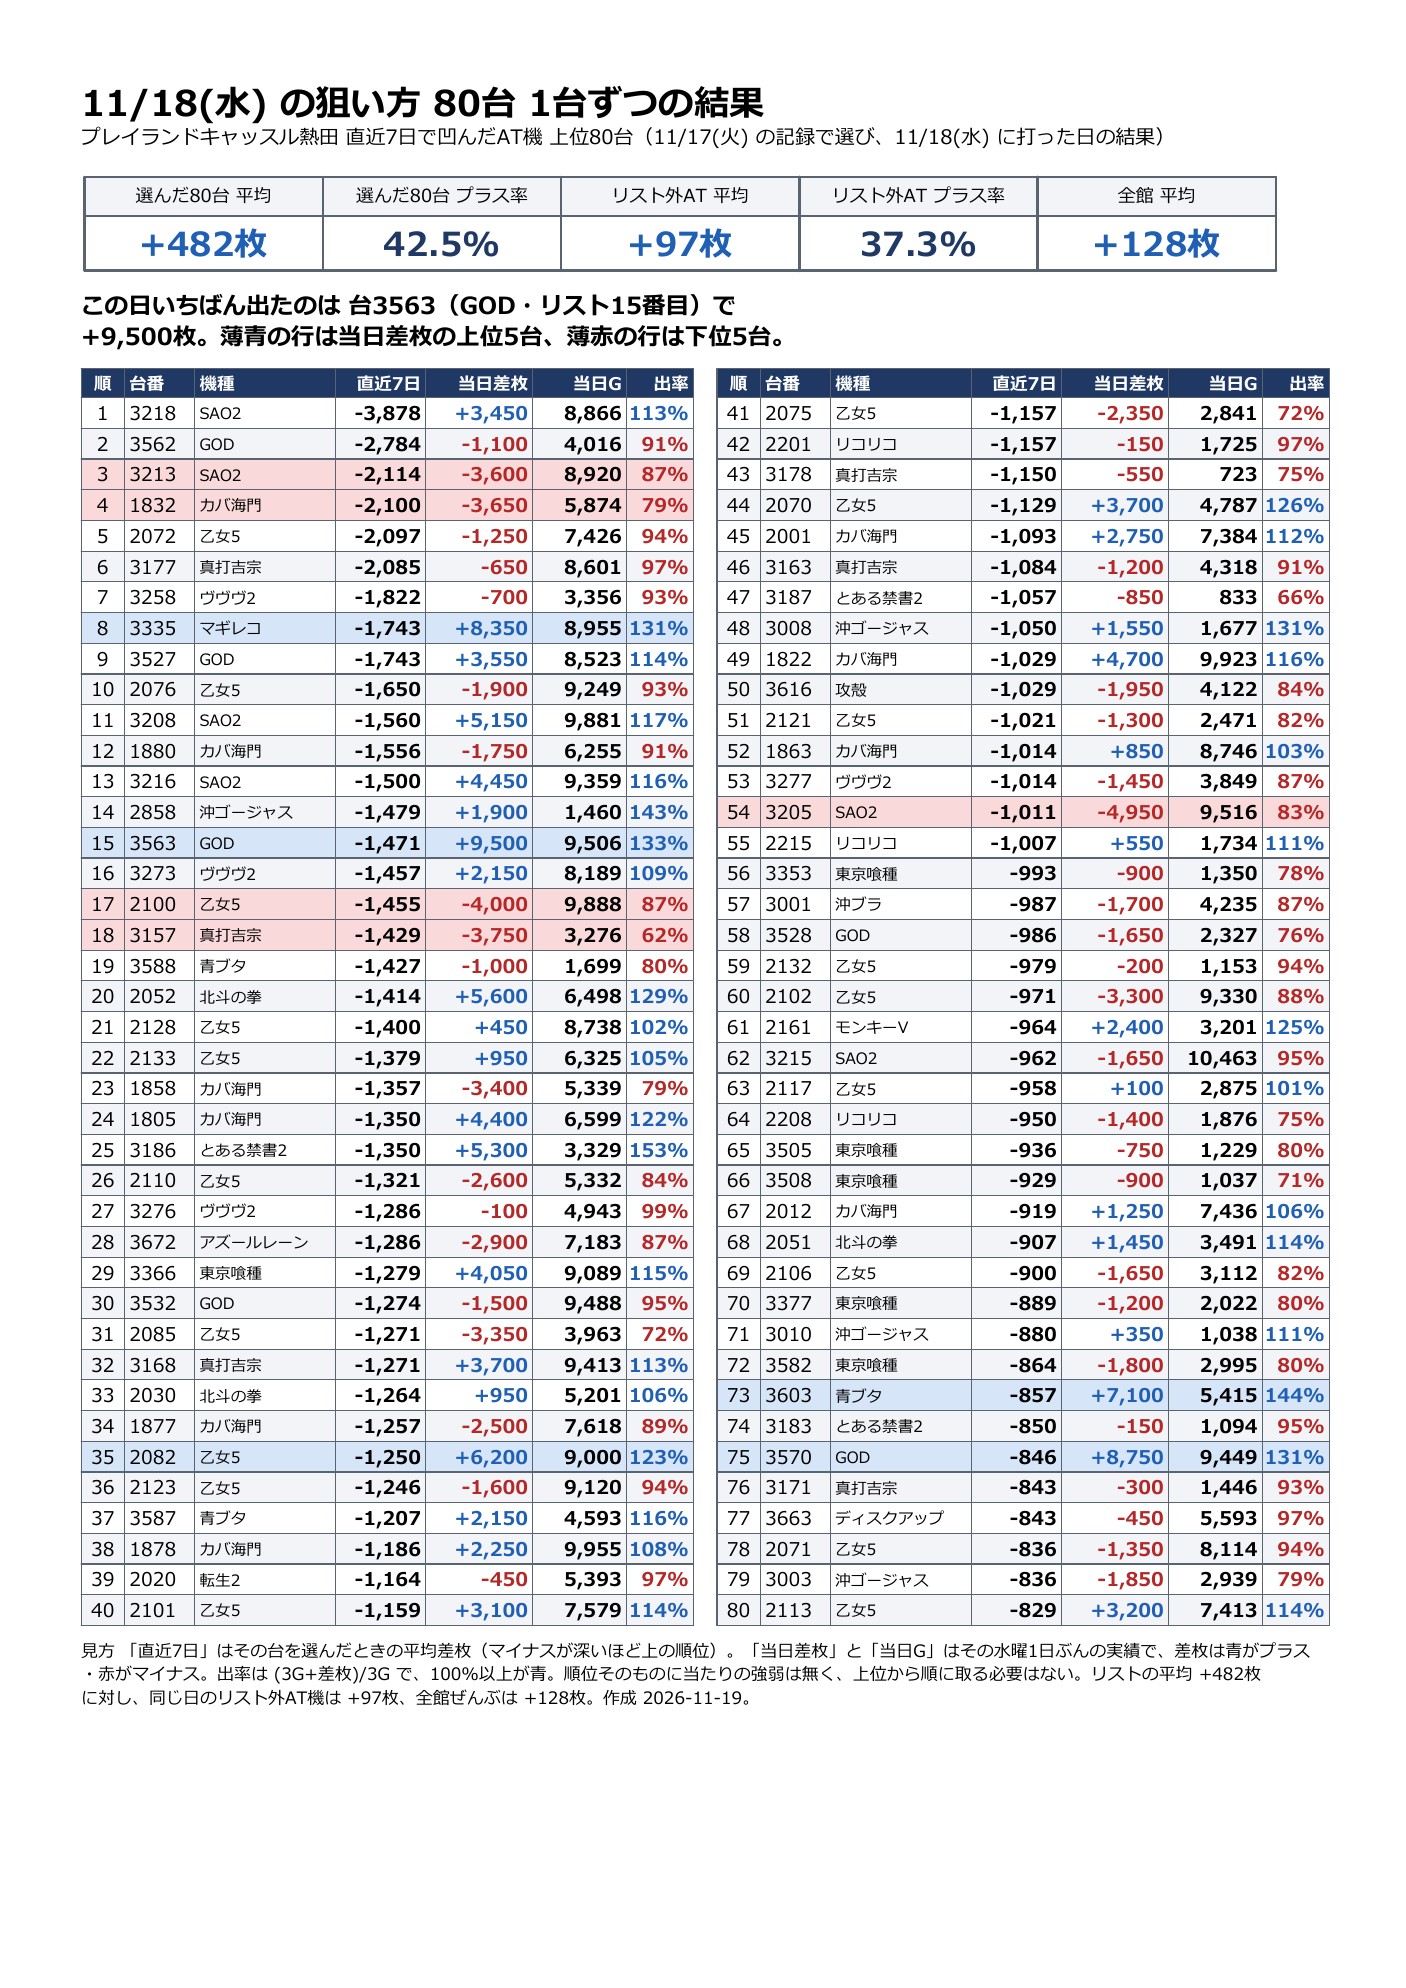 11/18(水) の狙い方 80台 1台ずつの結果
プレイランドキャッスル熱田 直近7日で凹んだAT機 上位80台（11/17(火) の記録で選び、11/18(水) に打った日の結果）
選んだ80台 平均 選んだ80台 プラス率 リスト外AT 平均 リスト外AT プラス率 全館 平均
+482枚 42.5% +97枚 37.3% +128枚
この日いちばん出たのは 台3563（GOD・リスト15番目）で
+9,500枚。薄青の行は当日差枚の上位5台、薄赤の行は下位5台。
順 台番 機種 直近7日 当日差枚 当日G 出率
1 3218 SAO2 -3,878 +3,450 8,866 113%
2 3562 GOD -2,784 -1,100 4,016 91%
3 3213 SAO2 -2,114 -3,600 8,920 87%
4 1832 カバ海門 -2,100 -3,650 5,874 79%
5 2072 乙女5 -2,097 -1,250 7,426 94%
6 3177 真打吉宗 -2,085 -650 8,601 97%
7 3258 ヴヴヴ2 -1,822 -700 3,356 93%
8 3335 マギレコ -1,743 +8,350 8,955 131%
9 3527 GOD -1,743 +3,550 8,523 114%
10 2076 乙女5 -1,650 -1,900 9,249 93%
11 3208 SAO2 -1,560 +5,150 9,881 117%
12 1880 カバ海門 -1,556 -1,750 6,255 91%
13 3216 SAO2 -1,500 +4,450 9,359 116%
14 2858 沖ゴージャス -1,479 +1,900 1,460 143%
15 3563 GOD -1,471 +9,500 9,506 133%
16 3273 ヴヴヴ2 -1,457 +2,150 8,189 109%
17 2100 乙女5 -1,455 -4,000 9,888 87%
18 3157 真打吉宗 -1,429 -3,750 3,276 62%
19 3588 青ブタ -1,427 -1,000 1,699 80%
20 2052 北斗の拳 -1,414 +5,600 6,498 129%
21 2128 乙女5 -1,400 +450 8,738 102%
22 2133 乙女5 -1,379 +950 6,325 105%
23 1858 カバ海門 -1,357 -3,400 5,339 79%
24 1805 カバ海門 -1,350 +4,400 6,599 122%
25 3186 とある禁書2 -1,350 +5,300 3,329 153%
26 2110 乙女5 -1,321 -2,600 5,332 84%
27 3276 ヴヴヴ2 -1,286 -100 4,943 99%
28 3672 アズールレーン -1,286 -2,900 7,183 87%
29 3366 東京喰種 -1,279 +4,050 9,089 115%
30 3532 GOD -1,274 -1,500 9,488 95%
31 2085 乙女5 -1,271 -3,350 3,963 72%
32 3168 真打吉宗 -1,271 +3,700 9,413 113%
33 2030 北斗の拳 -1,264 +950 5,201 106%
34 1877 カバ海門 -1,257 -2,500 7,618 89%
35 2082 乙女5 -1,250 +6,200 9,000 123%
36 2123 乙女5 -1,246 -1,600 9,120 94%
37 3587 青ブタ -1,207 +2,150 4,593 116%
38 1878 カバ海門 -1,186 +2,250 9,955 108%
39 2020 転生2 -1,164 -450 5,393 97%
40 2101 乙女5 -1,159 +3,100 7,579 114%
順 台番 機種 直近7日 当日差枚 当日G 出率
41 2075 乙女5 -1,157 -2,350 2,841 72%
42 2201 リコリコ -1,157 -150 1,725 97%
43 3178 真打吉宗 -1,150 -550 723 75%
44 2070 乙女5 -1,129 +3,700 4,787 126%
45 2001 カバ海門 -1,093 +2,750 7,384 112%
46 3163 真打吉宗 -1,084 -1,200 4,318 91%
47 3187 とある禁書2 -1,057 -850 833 66%
48 3008 沖ゴージャス -1,050 +1,550 1,677 131%
49 1822 カバ海門 -1,029 +4,700 9,923 116%
50 3616 攻殻 -1,029 -1,950 4,122 84%
51 2121 乙女5 -1,021 -1,300 2,471 82%
52 1863 カバ海門 -1,014 +850 8,746 103%
53 3277 ヴヴヴ2 -1,014 -1,450 3,849 87%
54 3205 SAO2 -1,011 -4,950 9,516 83%
55 2215 リコリコ -1,007 +550 1,734 111%
56 3353 東京喰種 -993 -900 1,350 78%
57 3001 沖ブラ -987 -1,700 4,235 87%
58 3528 GOD -986 -1,650 2,327 76%
59 2132 乙女5 -979 -200 1,153 94%
60 2102 乙女5 -971 -3,300 9,330 88%
61 2161 モンキーV -964 +2,400 3,201 125%
62 3215 SAO2 -962 -1,650 10,463 95%
63 2117 乙女5 -958 +100 2,875 101%
64 2208 リコリコ -950 -1,400 1,876 75%
65 3505 東京喰種 -936 -750 1,229 80%
66 3508 東京喰種 -929 -900 1,037 71%
67 2012 カバ海門 -919 +1,250 7,436 106%
68 2051 北斗の拳 -907 +1,450 3,491 114%
69 2106 乙女5 -900 -1,650 3,112 82%
70 3377 東京喰種 -889 -1,200 2,022 80%
71 3010 沖ゴージャス -880 +350 1,038 111%
72 3582 東京喰種 -864 -1,800 2,995 80%
73 3603 青ブタ -857 +7,100 5,415 144%
74 3183 とある禁書2 -850 -150 1,094 95%
75 3570 GOD -846 +8,750 9,449 131%
76 3171 真打吉宗 -843 -300 1,446 93%
77 3663 ディスクアップ -843 -450 5,593 97%
78 2071 乙女5 -836 -1,350 8,114 94%
79 3003 沖ゴージャス -836 -1,850 2,939 79%
80 2113 乙女5 -829 +3,200 7,413 114%
見方 「直近7日」はその台を選んだときの平均差枚（マイナスが深いほど上の順位）。「当日差枚」と「当日G」はその水曜1日ぶんの実績で、差枚は青がプラス
・赤がマイナス。出率は (3G+差枚)/3G で、100%以上が青。順位そのものに当たりの強弱は無く、上位から順に取る必要はない。リストの平均 +482枚
に対し、同じ日のリスト外AT機は +97枚、全館ぜんぶは +128枚。作成 2026-11-19。